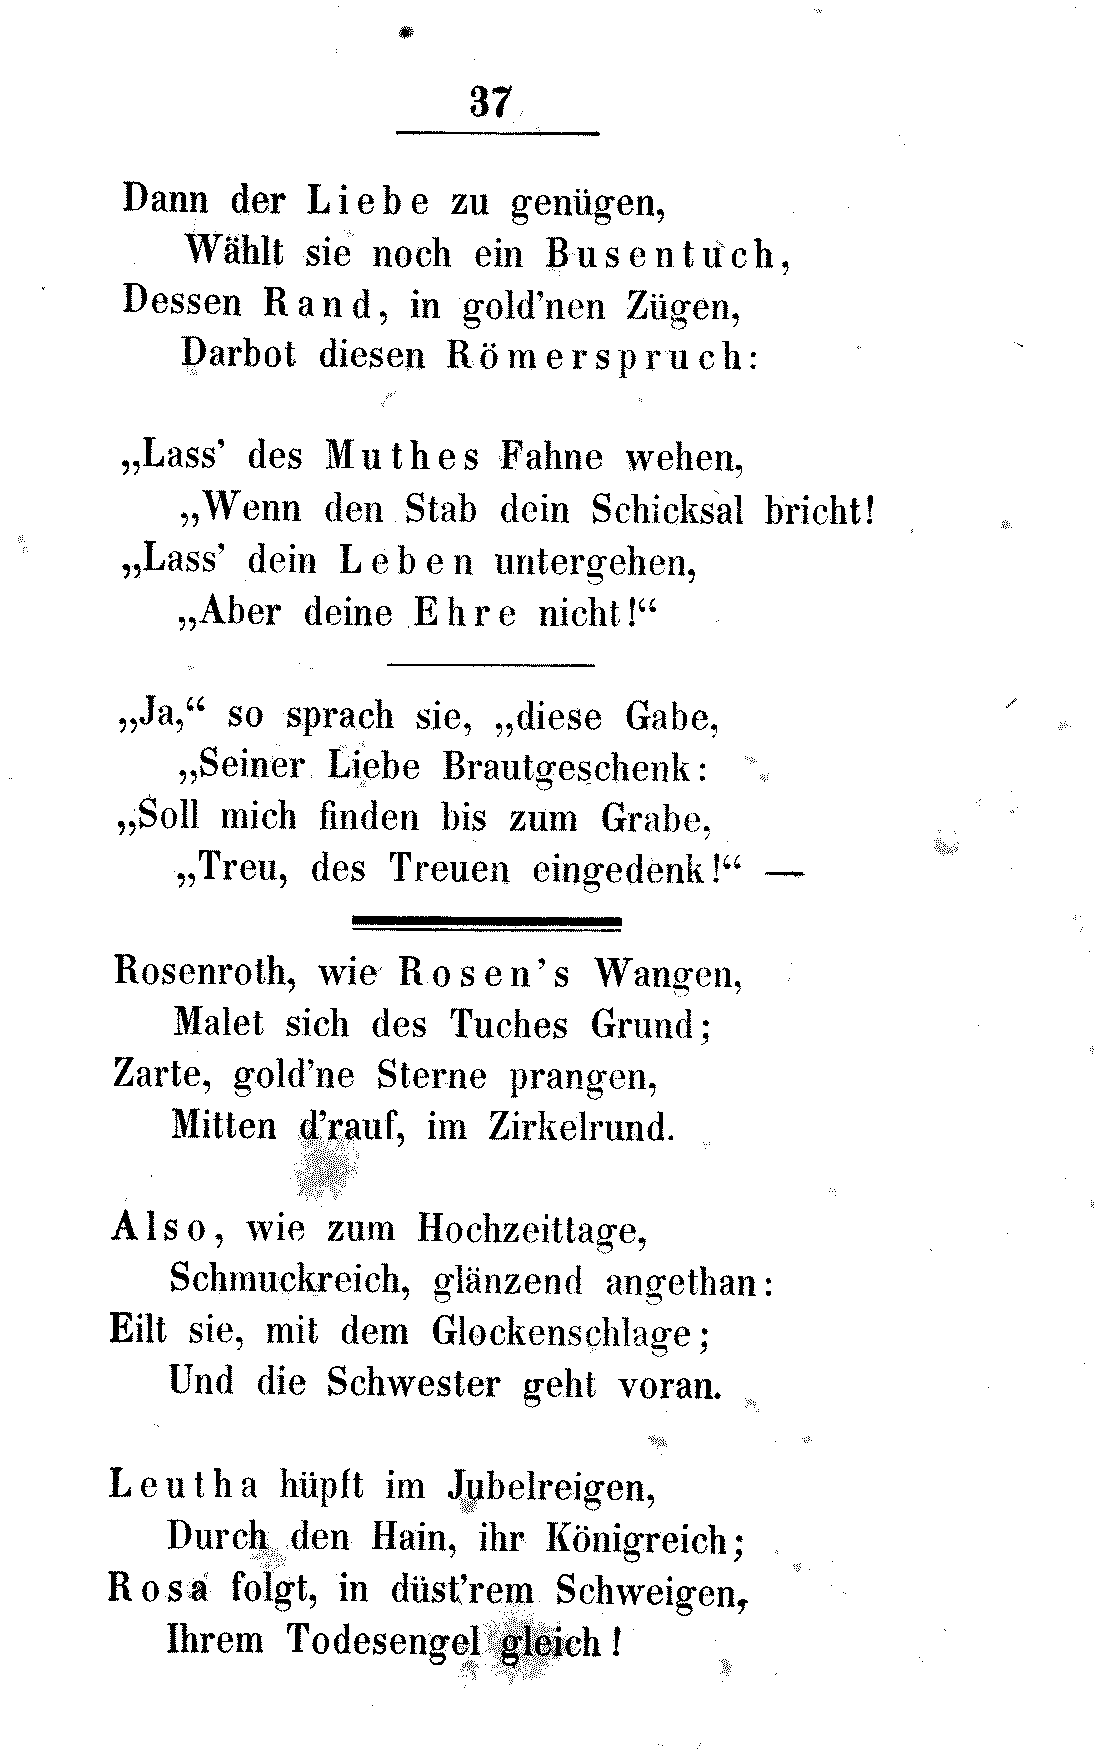 37
Dann der Liebe zu genügen,
Wählt sie noch ein Busentuch,
Dessen Rand, in gold'nen Zügen,
Darbot diesen Römerspruch:
„Lass' des Muthes Fahne wehen,
„Wenn den Stab dein Schicksal bricht!
„Lass' dein Leben untergehen,
„Aber deine Ehre nicht!“
„Ja,“ so sprach sie, „diese Gabe,
„Seiner Liebe Brautgeschenk:
„Soll mich finden bis zum Grabe,
„Treu, des Treuen eingedenk!“ —
Rosenroth, wie Rosen's Wangen,
Malet sich des Tuches Grund;
Zarte, gold'ne Sterne prangen,
Mitten d'rauf, im Zirkelrund.
Also, wie zum Hochzeittage,
Schmuckreich, glänzend angethan:
Eilt sie, mit dem Glockenschlage;
Und die Schwester geht voran.
Leutha hüpft im Jubelreigen,
Durch den Hain, ihr Königreich;
Rosa folgt, in düst'rem Schweigen,
Ihrem Todesengel gleich!